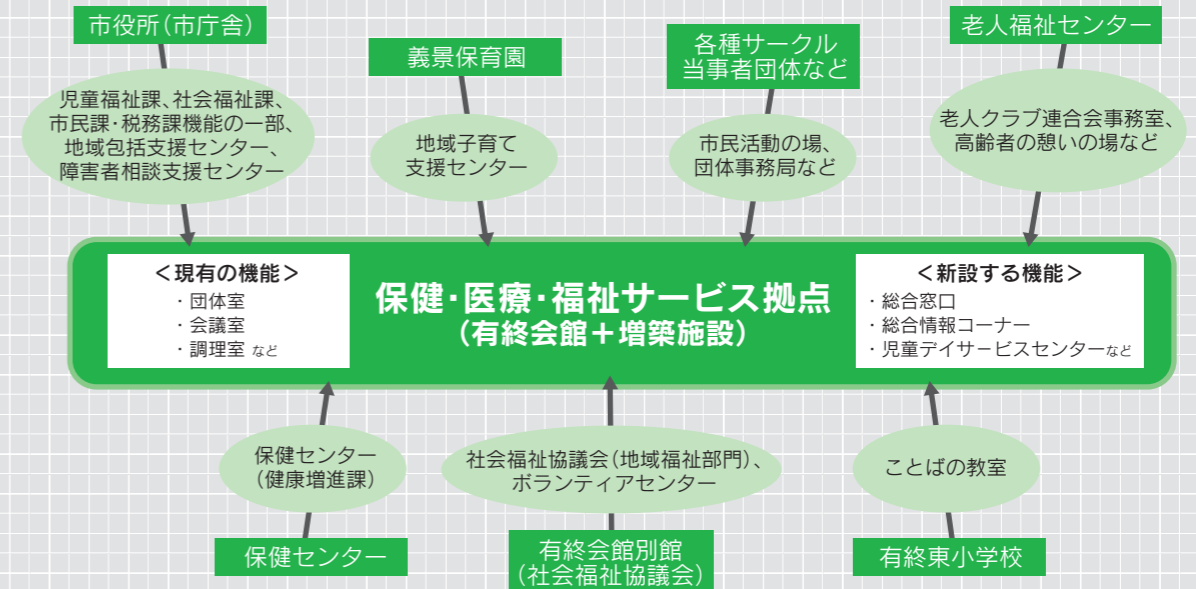 市役所（市庁舎）
義景保育園
各種サークル
当事者団体など
老人福祉センター
児童福祉課、社会福祉課、
市民課・税務課機能の一部、
地域包括支援センター、
障害者相談支援センター
地域子育て
支援センター
市民活動の場、
団体事務局など
老人クラブ連合会事務室、
高齢者の憩いの場など
＜現有の機能＞
・団体室
・会議室
・調理室 など
保健・医療・福祉サービス拠点
（有終会館＋増築施設）
＜新設する機能＞
・総合窓口
・総合情報コーナー
・児童デイサービスセンターなど
保健センター
（健康増進課）
社会福祉協議会（地域福祉部門）、
ボランティアセンター
ことばの教室
保健センター
有終会館別館
（社会福祉協議会）
有終東小学校